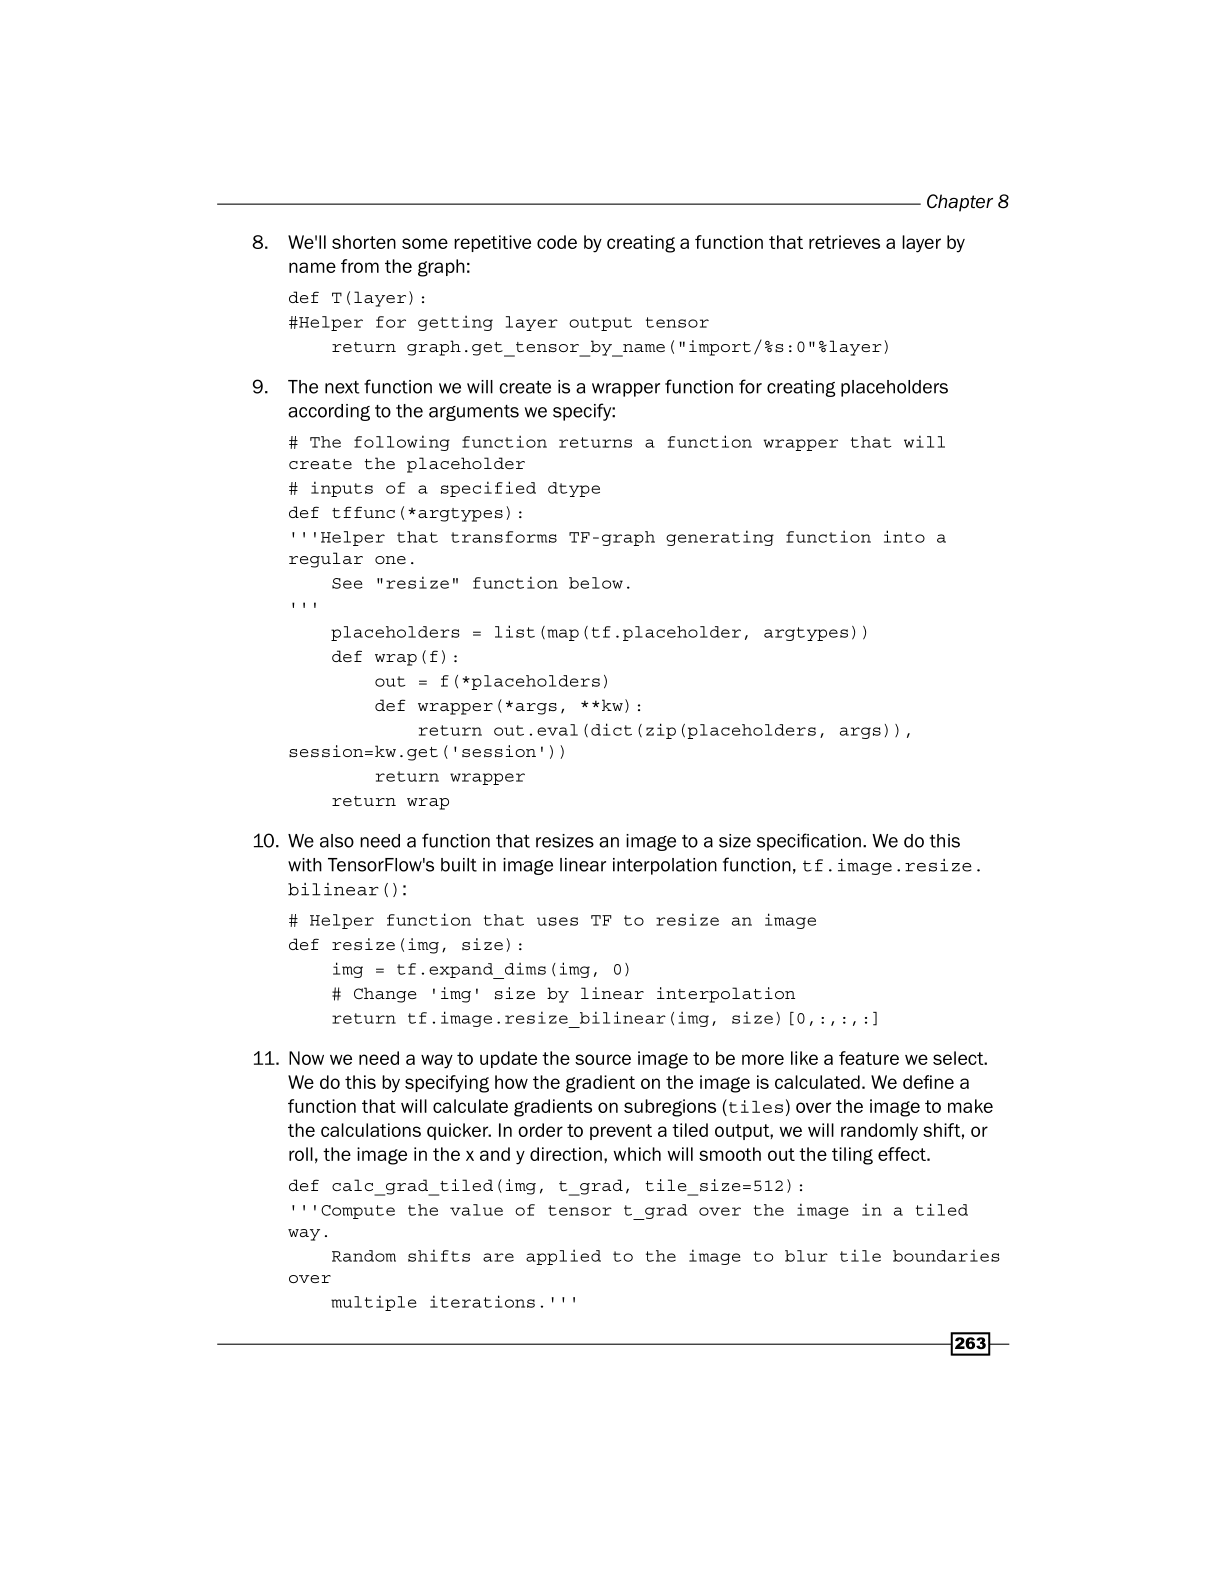 Chapter 8
8. We'll shorten some repetitive code by creating a function that retrieves a layer by
name from the graph:
def T(layer):
#Helper for getting layer output tensor
    return graph.get_tensor_by_name("import/%s:0"%layer)
9. The next function we will create is a wrapper function for creating placeholders
according to the arguments we specify:
# The following function returns a function wrapper that will
create the placeholder
# inputs of a specified dtype
def tffunc(*argtypes):
'''Helper that transforms TF-graph generating function into a
regular one.
    See "resize" function below.
'''
    placeholders = list(map(tf.placeholder, argtypes))
    def wrap(f):
        out = f(*placeholders)
        def wrapper(*args, **kw):
            return out.eval(dict(zip(placeholders, args)),
session=kw.get('session'))
        return wrapper
    return wrap
10. We also need a function that resizes an image to a size specification. We do this
with TensorFlow's built in image linear interpolation function, tf.image.resize.
bilinear():
# Helper function that uses TF to resize an image
def resize(img, size):
    img = tf.expand_dims(img, 0)
    # Change 'img' size by linear interpolation
    return tf.image.resize_bilinear(img, size)[0,:,:,:]
11. Now we need a way to update the source image to be more like a feature we select.
We do this by specifying how the gradient on the image is calculated. We define a
function that will calculate gradients on subregions (tiles) over the image to make
the calculations quicker. In order to prevent a tiled output, we will randomly shift, or
roll, the image in the x and y direction, which will smooth out the tiling effect.
def calc_grad_tiled(img, t_grad, tile_size=512):
'''Compute the value of tensor t_grad over the image in a tiled
way.
    Random shifts are applied to the image to blur tile boundaries
over
    multiple iterations.'''
263